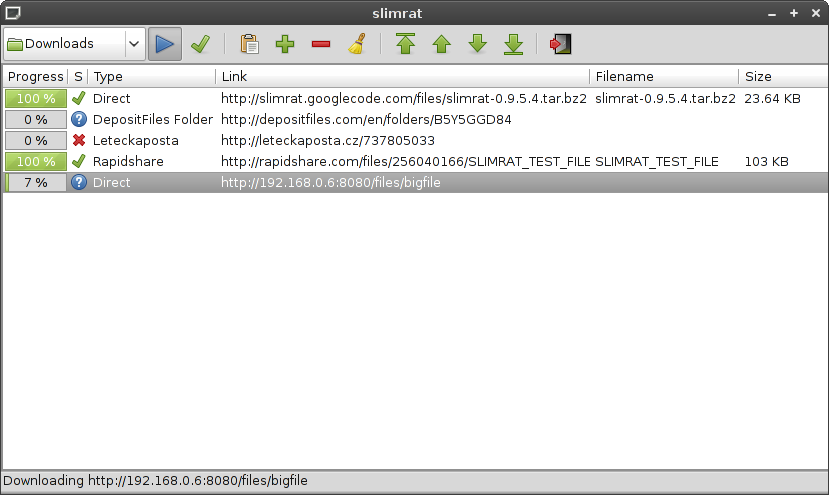 slimrat
Downloads
Progress S Type Link Filename Size
100 % Direct http://slimrat.googlecode.com/files/slimrat-0.9.5.4.tar.bz2 slimrat-0.9.5.4.tar.bz2 23.64 KB
0 % DepositFiles Folder http://depositfiles.com/en/folders/B5Y5GGD84
0 % Leteckaposta http://leteckaposta.cz/737805033
100 % Rapidshare http://rapidshare.com/files/256040166/SLIMRAT_TEST_FILE SLIMRAT_TEST_FILE 103 KB
7 % Direct http://192.168.0.6:8080/files/bigfile
Downloading http://192.168.0.6:8080/files/bigfile